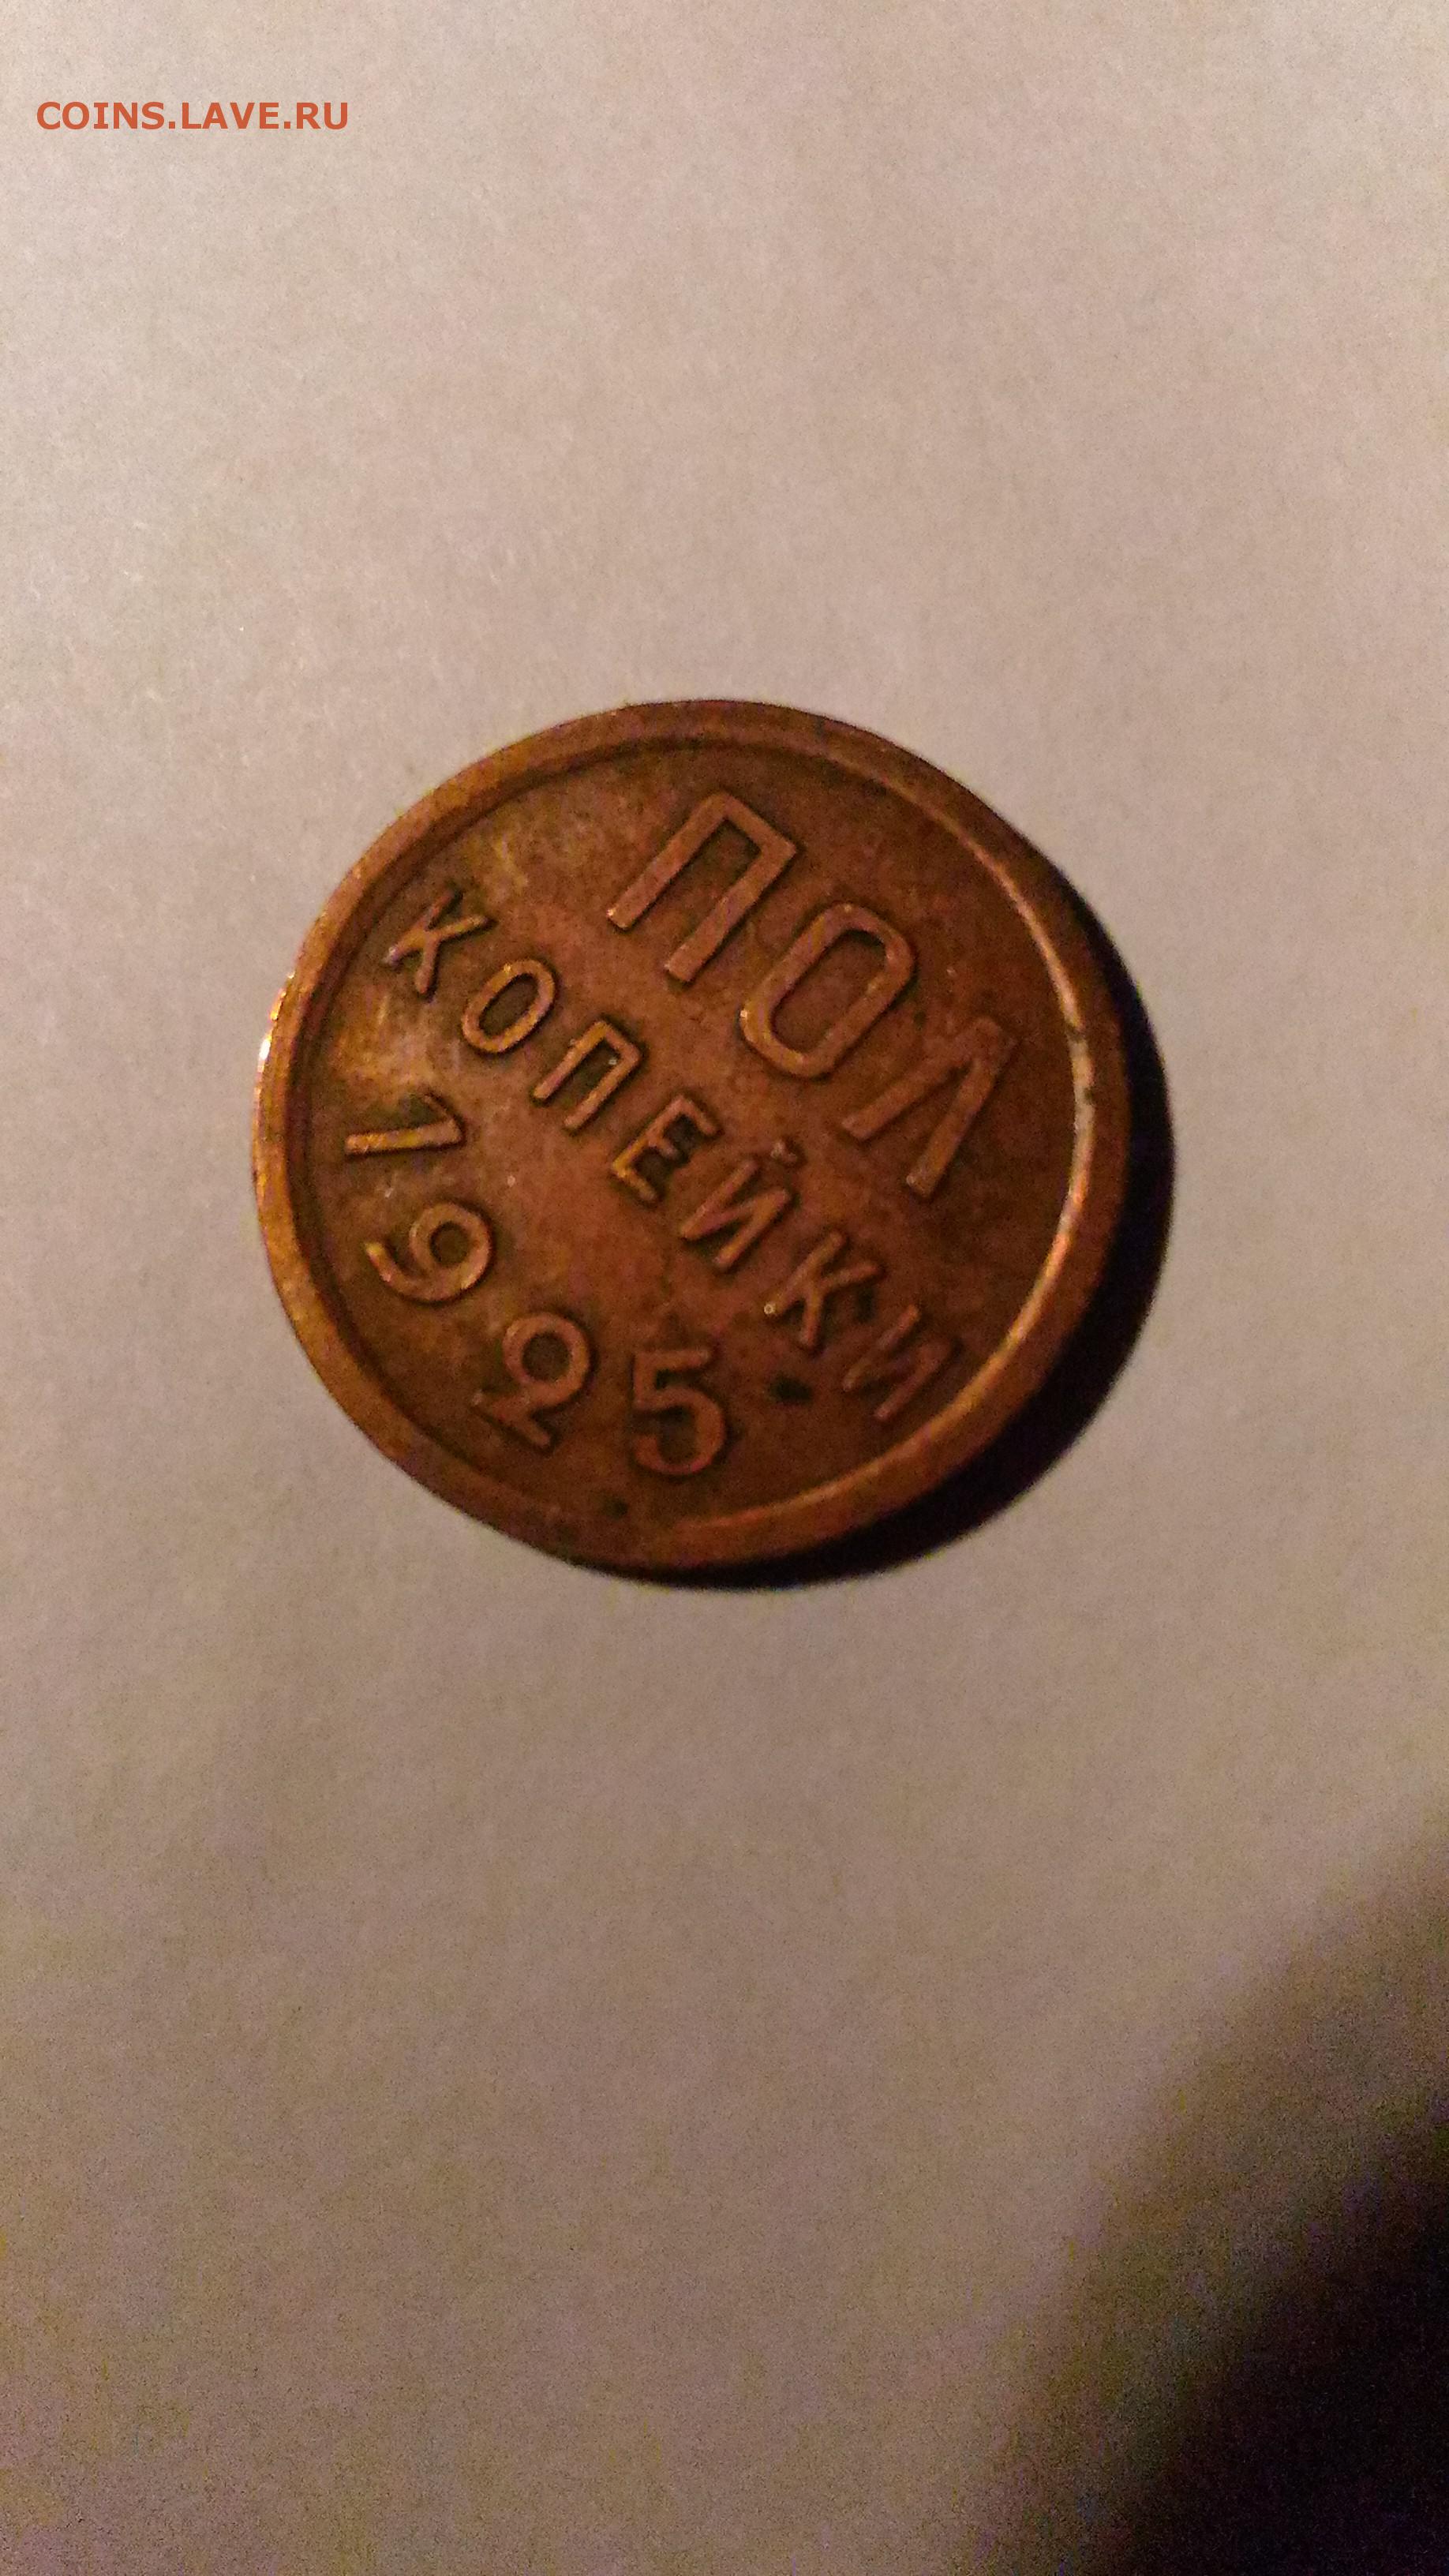 COINS.LAVE.RU
ПОЛ
КОПЕЙКИ
1925